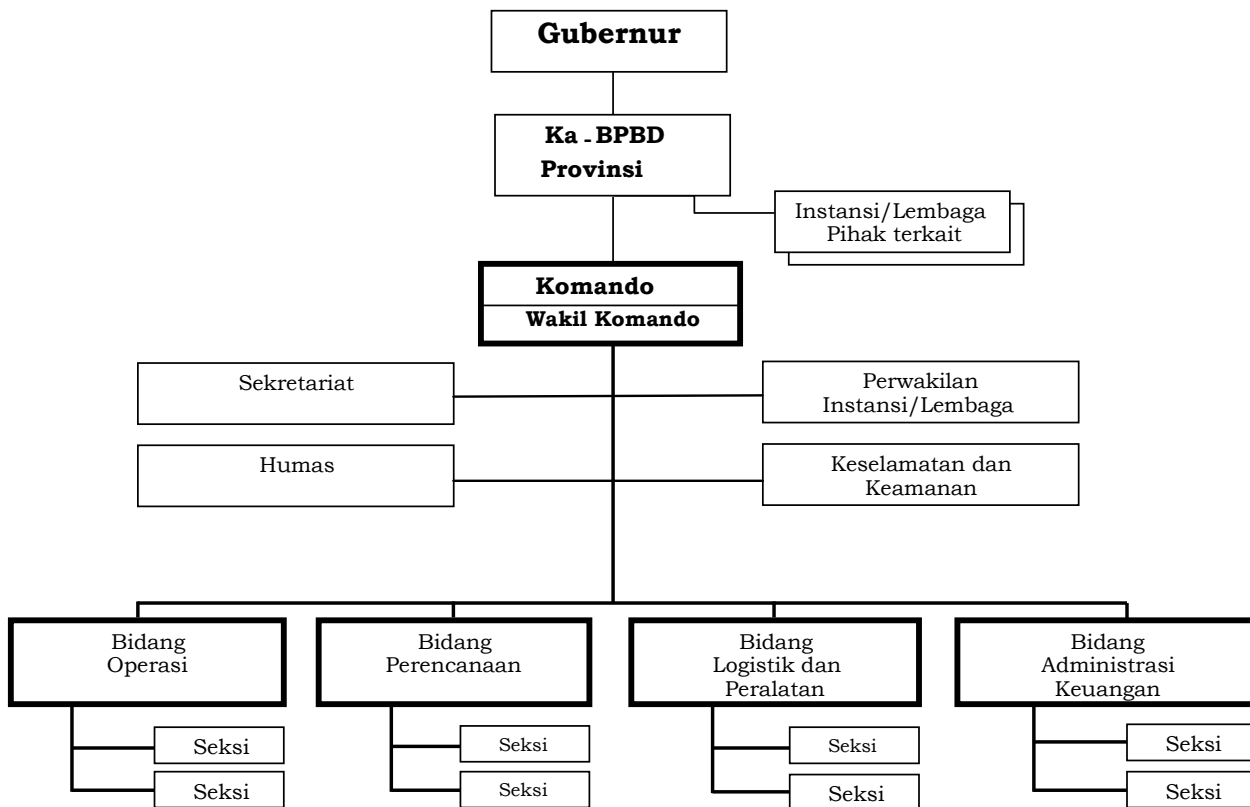 Gubernur
Ka - BPBD
Provinsi
Instansi/Lembaga
Pihak terkait
Komando
Wakil Komando
Sekretariat
Perwakilan
Instansi/Lembaga
Humas
Keselamatan dan
Keamanan
Bidang
Operasi
Bidang
Perencanaan
Bidang
Logistik dan
Peralatan
Bidang
Administrasi
Keuangan
Seksi
Seksi
Seksi
Seksi
Seksi
Seksi
Seksi
Seksi